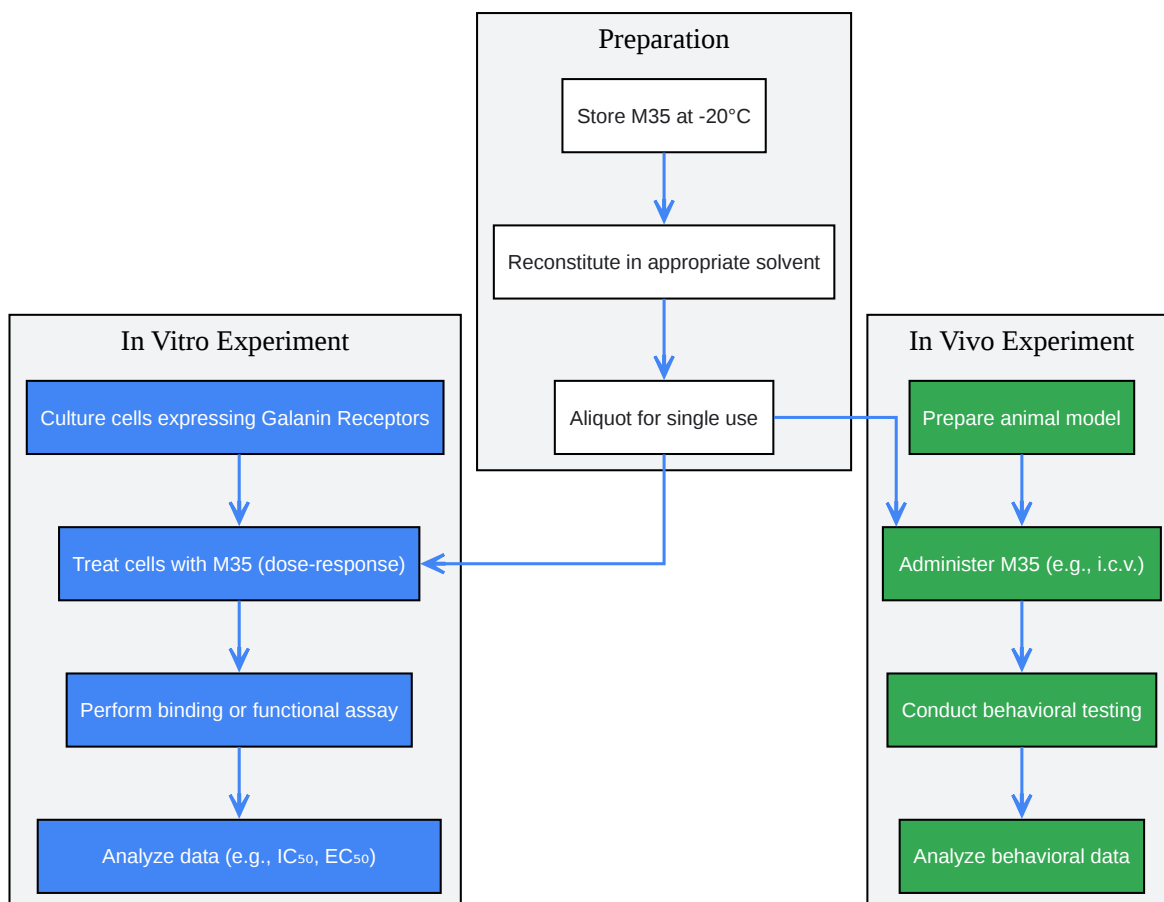 Preparation
Store M35 at -20°C
Reconstitute in appropriate solvent
Aliquot for single use
In Vitro Experiment
Culture cells expressing Galanin Receptors
Treat cells with M35 (dose-response)
Perform binding or functional assay
Analyze data (e.g., IC₅₀, EC₅₀)
In Vivo Experiment
Prepare animal model
Administer M35 (e.g., i.c.v.)
Conduct behavioral testing
Analyze behavioral data